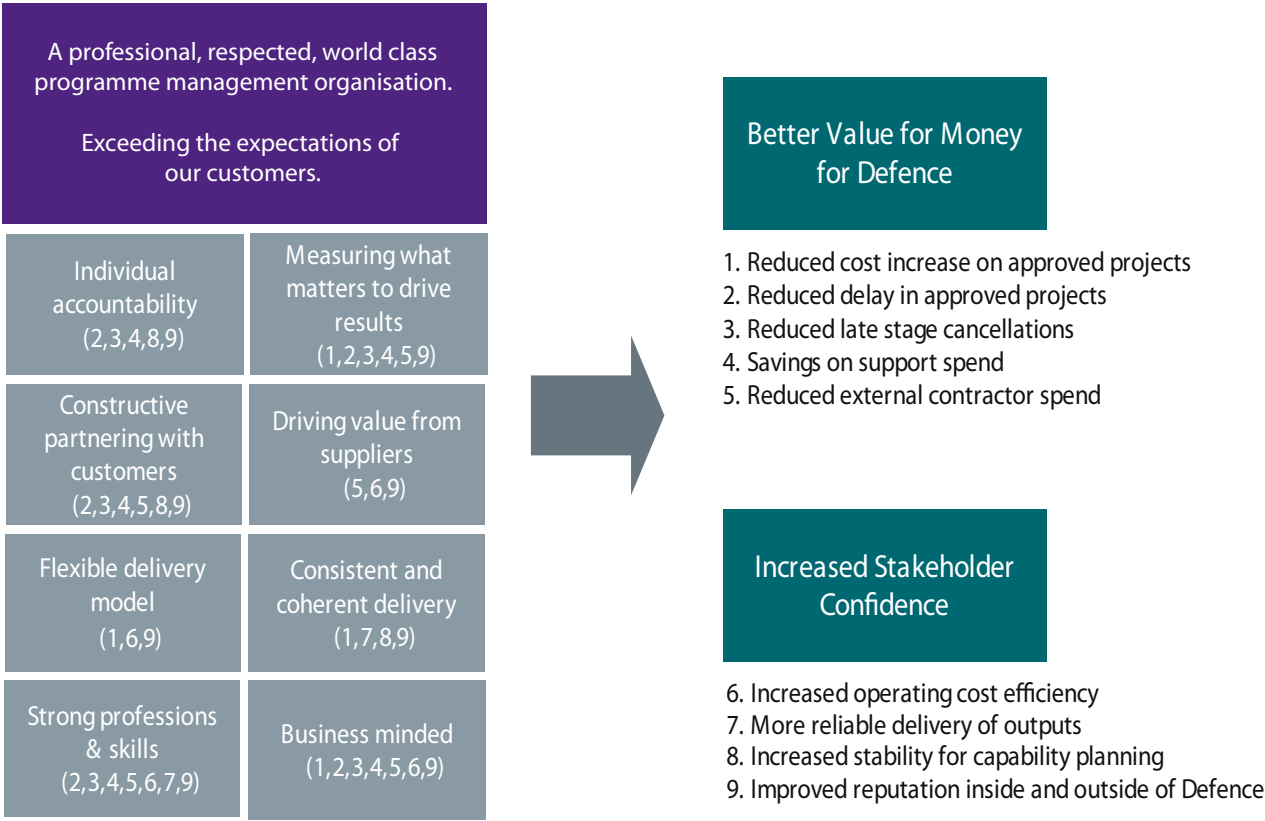 A professional, respected, world class
programme management organisation.
Exceeding the expectations of
our customers.
Individual
accountability
(2,3,4,8,9)
Measuring what
matters to drive
results
(1,2,3,4,5,9)
Constructive
partnering with
customers
(2,3,4,5,8,9)
Driving value from
suppliers
(5,6,9)
Flexible delivery
model
(1,6,9)
Consistent and
coherent delivery
(1,7,8,9)
Strong professions
& skills
(2,3,4,5,6,7,9)
Business minded
(1,2,3,4,5,6,9)
Better Value for Money
for Defence
1. Reduced cost increase on approved projects
2. Reduced delay in approved projects
3. Reduced late stage cancellations
4. Savings on support spend
5. Reduced external contractor spend
Increased Stakeholder
Confidence
6. Increased operating cost efficiency
7. More reliable delivery of outputs
8. Increased stability for capability planning
9. Improved reputation inside and outside of Defence